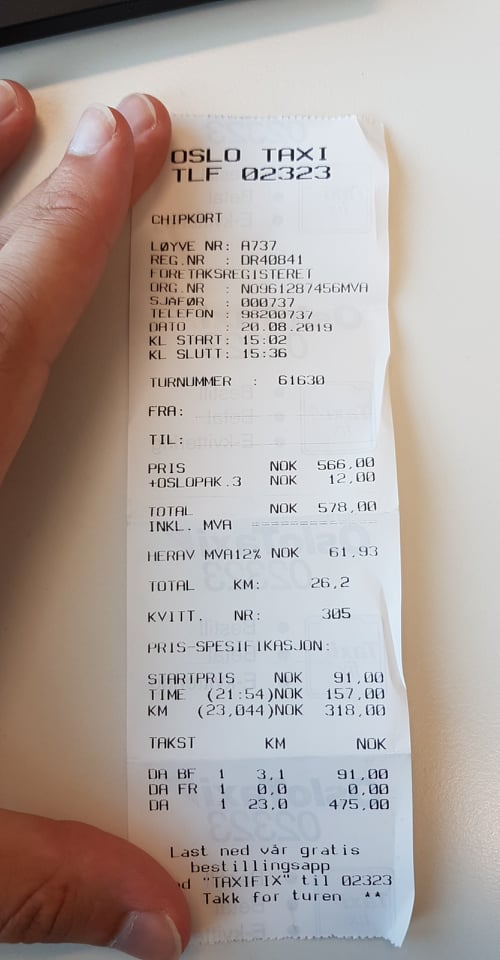 OSLO TAXI
TLF 02323
CHIPKORT
LØYVE NR: A737
REG.NR : DR40841
FORETAKSREGISTERET
ORG.NR : NO961287456MVA
SJAFØR : 000737
TELEFON : 98200737
DATO : 20.08.2019
KL START: 15:02
KL SLUTT: 15:36
TURNUMMER : 61630
FRA:
TIL:
PRIS NOK 566,00
+OSLOPAK.3 NOK 12,00
TOTAL NOK 578,00
INKL. MVA ================
HERAV MVA12% NOK 61,93
TOTAL KM: 26,2
KVITT. NR: 305
PRIS-SPESIFIKASJON:
STARTPRIS NOK 91,00
TIME (21:54)NOK 157,00
KM (23,044)NOK 318,00
TAKST KM NOK
DA BF 1 3,1 91,00
DA FR 1 0,0 0,00
DA 1 23,0 475,00
Last ned vår gratis
bestillingsapp
d "TAXIFIX" til 02323
Takk for turen ^^